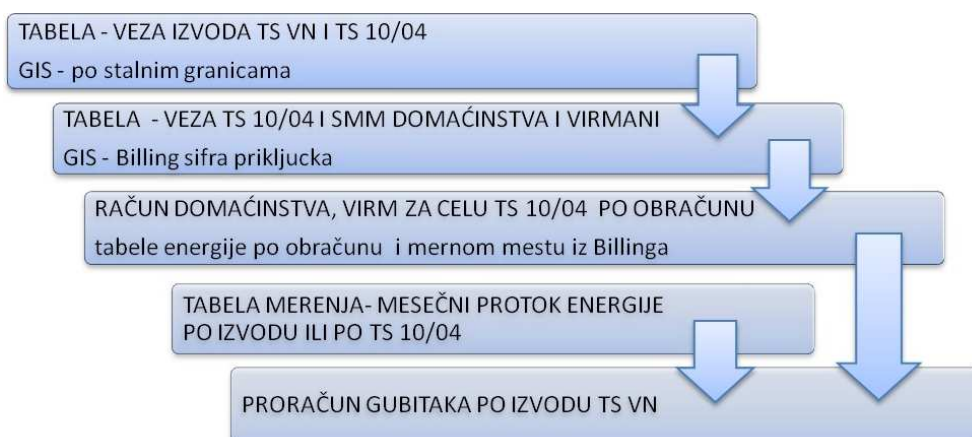 TABELA - VEZA IZVODA TS VN I TS 10/04
GIS - po stalnim granicama
TABELA - VEZA TS 10/04 I SMM DOMAĆINSTVA I VIRMANI
GIS - Billing sifra prikljucka
RAČUN DOMAĆINSTVA, VIRM ZA CELU TS 10/04 PO OBRAČUNU
tabele energije po obračunu i mernom mestu iz Billinga
TABELA MERENJA- MESEČNI PROTOK ENERGIJE
PO IZVODU ILI PO TS 10/04
PRORAČUN GUBITAKA PO IZVODU TS VN